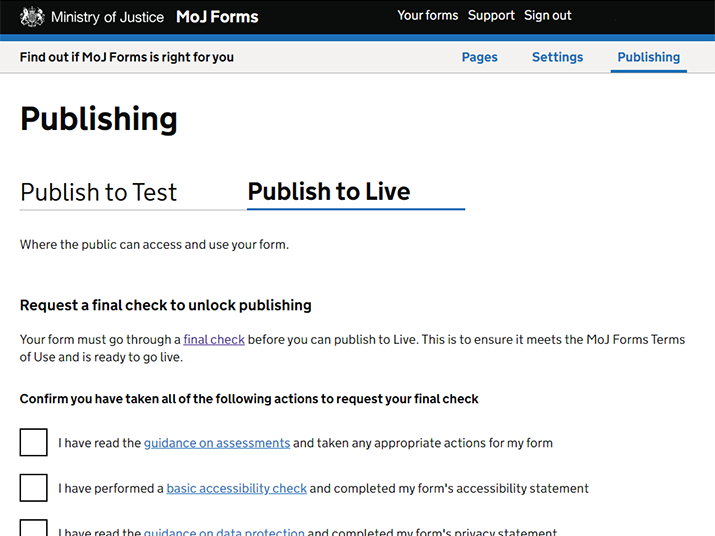 Ministry of Justice MoJ Forms Your forms Support Sign out
Find out if MoJ Forms is right for you Pages Settings Publishing
Publishing
Publish to Test Publish to Live
Where the public can access and use your form.
Request a final check to unlock publishing
Your form must go through a final check before you can publish to Live. This is to ensure it meets the MoJ Forms Terms
of Use and is ready to go live.
Confirm you have taken all of the following actions to request your final check
I have read the guidance on assessments and taken any appropriate actions for my form
I have performed a basic accessibility check and completed my form's accessibility statement
I have read the guidance on data protection and completed my form's privacy statement